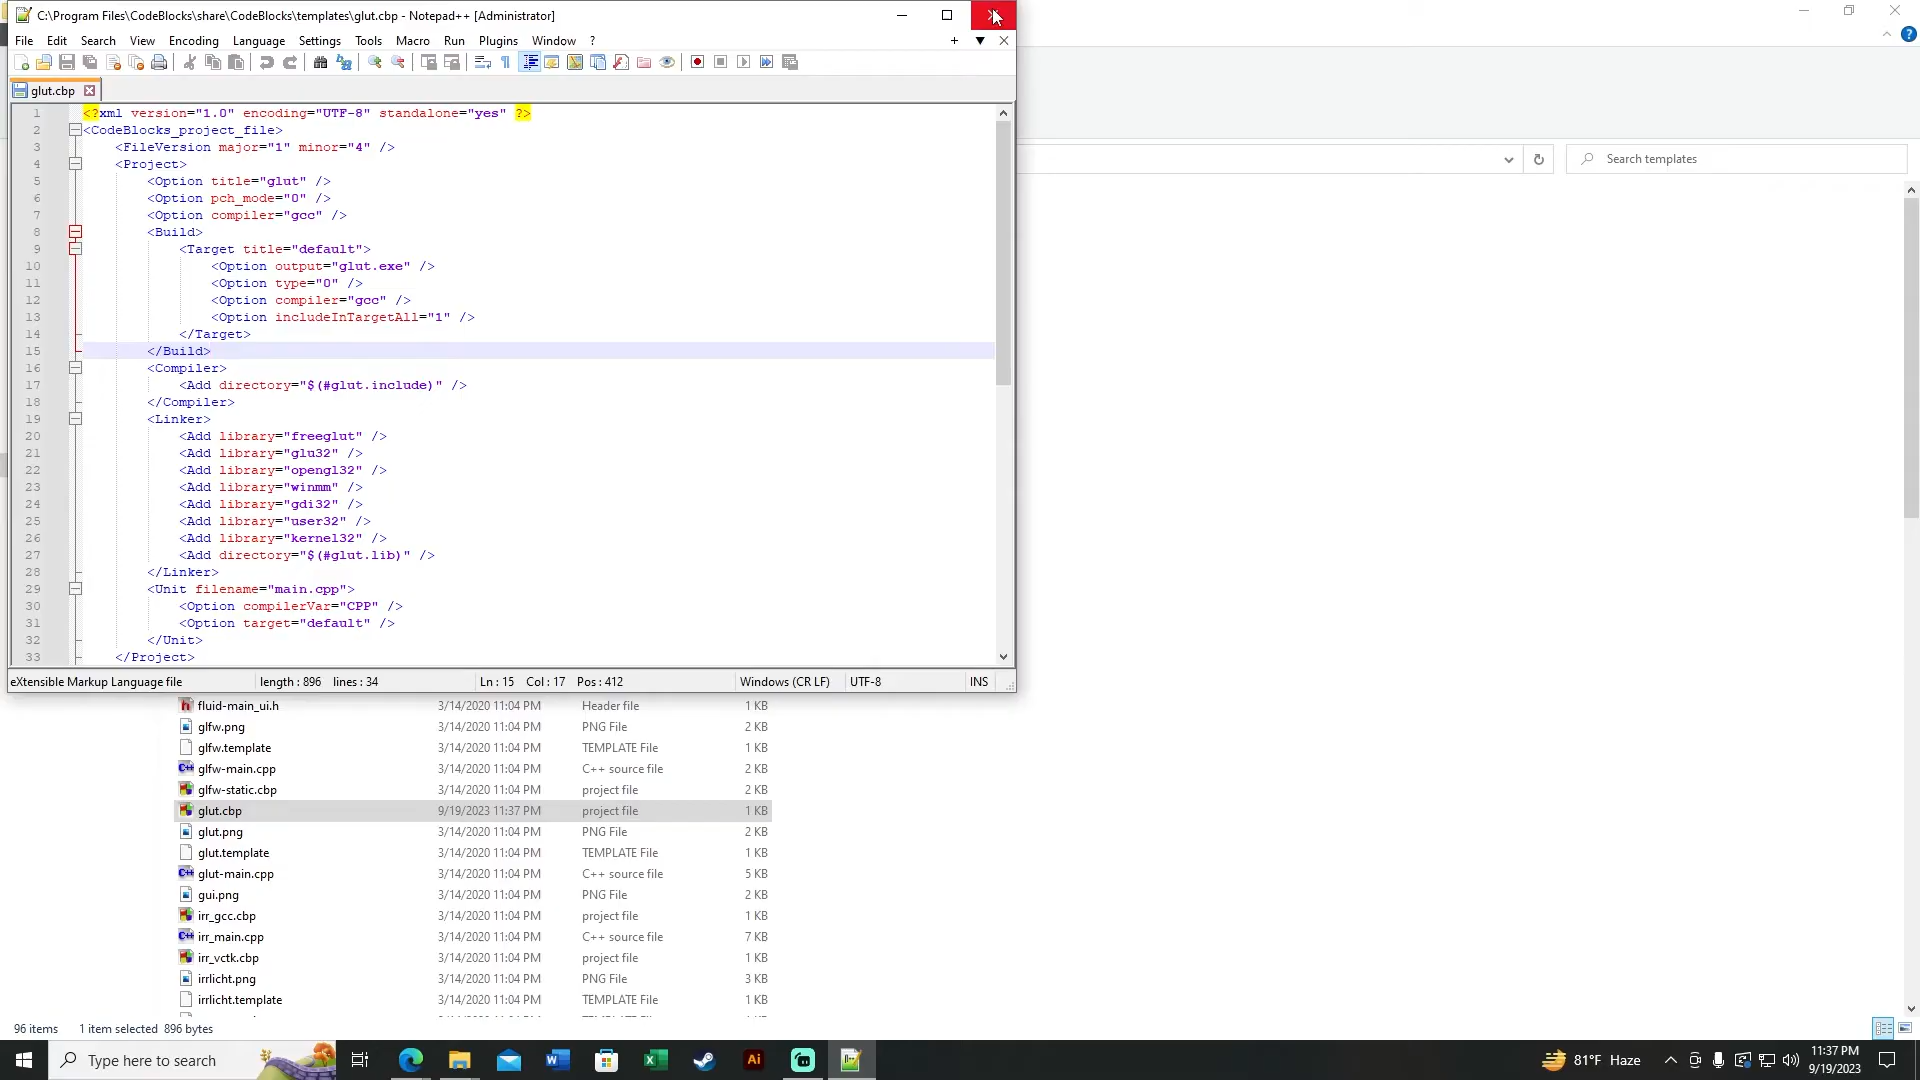 C:\Program Files\CodeBlocks\share\CodeBlocks\templates\glut.cbp - Notepad++ [Administrator]
File Edit Search View Encoding Language Settings Tools Macro Run Plugins Window ?
glut.cbp
1 <?xml version="1.0" encoding="UTF-8" standalone="yes" ?>
2 <CodeBlocks_project_file>
3 <FileVersion major="1" minor="4" />
4 <Project>
5 <Option title="glut" />
6 <Option pch_mode="0" />
7 <Option compiler="gcc" />
8 <Build>
9 <Target title="default">
10 <Option output="glut.exe" />
11 <Option type="0" />
12 <Option compiler="gcc" />
13 <Option includeInTargetAll="1" />
14 </Target>
15 </Build>
16 <Compiler>
17 <Add directory="$(#glut.include)" />
18 </Compiler>
19 <Linker>
20 <Add library="freeglut" />
21 <Add library="glu32" />
22 <Add library="opengl32" />
23 <Add library="winmm" />
24 <Add library="gdi32" />
25 <Add library="user32" />
26 <Add library="kernel32" />
27 <Add directory="$(#glut.lib)" />
28 </Linker>
29 <Unit filename="main.cpp">
30 <Option compilerVar="CPP" />
31 <Option target="default" />
32 </Unit>
33 </Project>
eXtensible Markup Language file length : 896 lines : 34 Ln : 15 Col : 17 Pos : 412 Windows (CR LF) UTF-8 INS
Search templates
fluid-main_ui.h 3/14/2020 11:04 PM Header file 1 KB
glfw.png 3/14/2020 11:04 PM PNG File 2 KB
glfw.template 3/14/2020 11:04 PM TEMPLATE File 1 KB
glfw-main.cpp 3/14/2020 11:04 PM C++ source file 2 KB
glfw-static.cbp 3/14/2020 11:04 PM project file 2 KB
glut.cbp 9/19/2023 11:37 PM project file 1 KB
glut.png 3/14/2020 11:04 PM PNG File 2 KB
glut.template 3/14/2020 11:04 PM TEMPLATE File 1 KB
glut-main.cpp 3/14/2020 11:04 PM C++ source file 5 KB
gui.png 3/14/2020 11:04 PM PNG File 2 KB
irr_gcc.cbp 3/14/2020 11:04 PM project file 1 KB
irr_main.cpp 3/14/2020 11:04 PM C++ source file 7 KB
irr_vctk.cbp 3/14/2020 11:04 PM project file 1 KB
irrlicht.png 3/14/2020 11:04 PM PNG File 3 KB
irrlicht.template 3/14/2020 11:04 PM TEMPLATE File 1 KB
96 items 1 item selected 896 bytes
Type here to search
81°F Haze
11:37 PM
9/19/2023